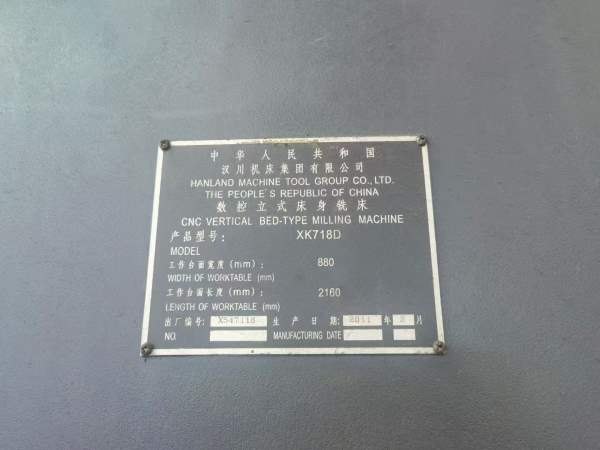 中华人民共和国
汉川机床集团有限公司
HANLAND MACHINE TOOL GROUP CO., LTD.
THE PEOPLE'S REPUBLIC OF CHINA
数控立式床身铣床
CNC VERTICAL BED-TYPE MILLING MACHINE
产品型号: XK718D
MODEL
工作台面宽度(mm): 880
WIDTH OF WORKTABLE (mm)
工作台面长度(mm): 2160
LENGTH OF WORKTABLE (mm)
出厂编号: 生产日期: 2011 年 月
NO. MANUFACTURING DATE